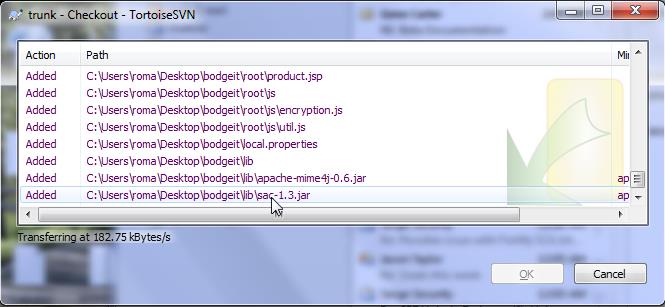 trunk - Checkout - TortoiseSVN
Action Path Mi
Added C:\Users\roma\Desktop\bodgeit\root\product.jsp
Added C:\Users\roma\Desktop\bodgeit\root\js
Added C:\Users\roma\Desktop\bodgeit\root\js\encryption.js
Added C:\Users\roma\Desktop\bodgeit\root\js\util.js
Added C:\Users\roma\Desktop\bodgeit\local.properties
Added C:\Users\roma\Desktop\bodgeit\lib
Added C:\Users\roma\Desktop\bodgeit\lib\apache-mime4j-0.6.jar ap
Added C:\Users\roma\Desktop\bodgeit\lib\sac-1.3.jar ap
Transferring at 182.75 kBytes/s
OK Cancel